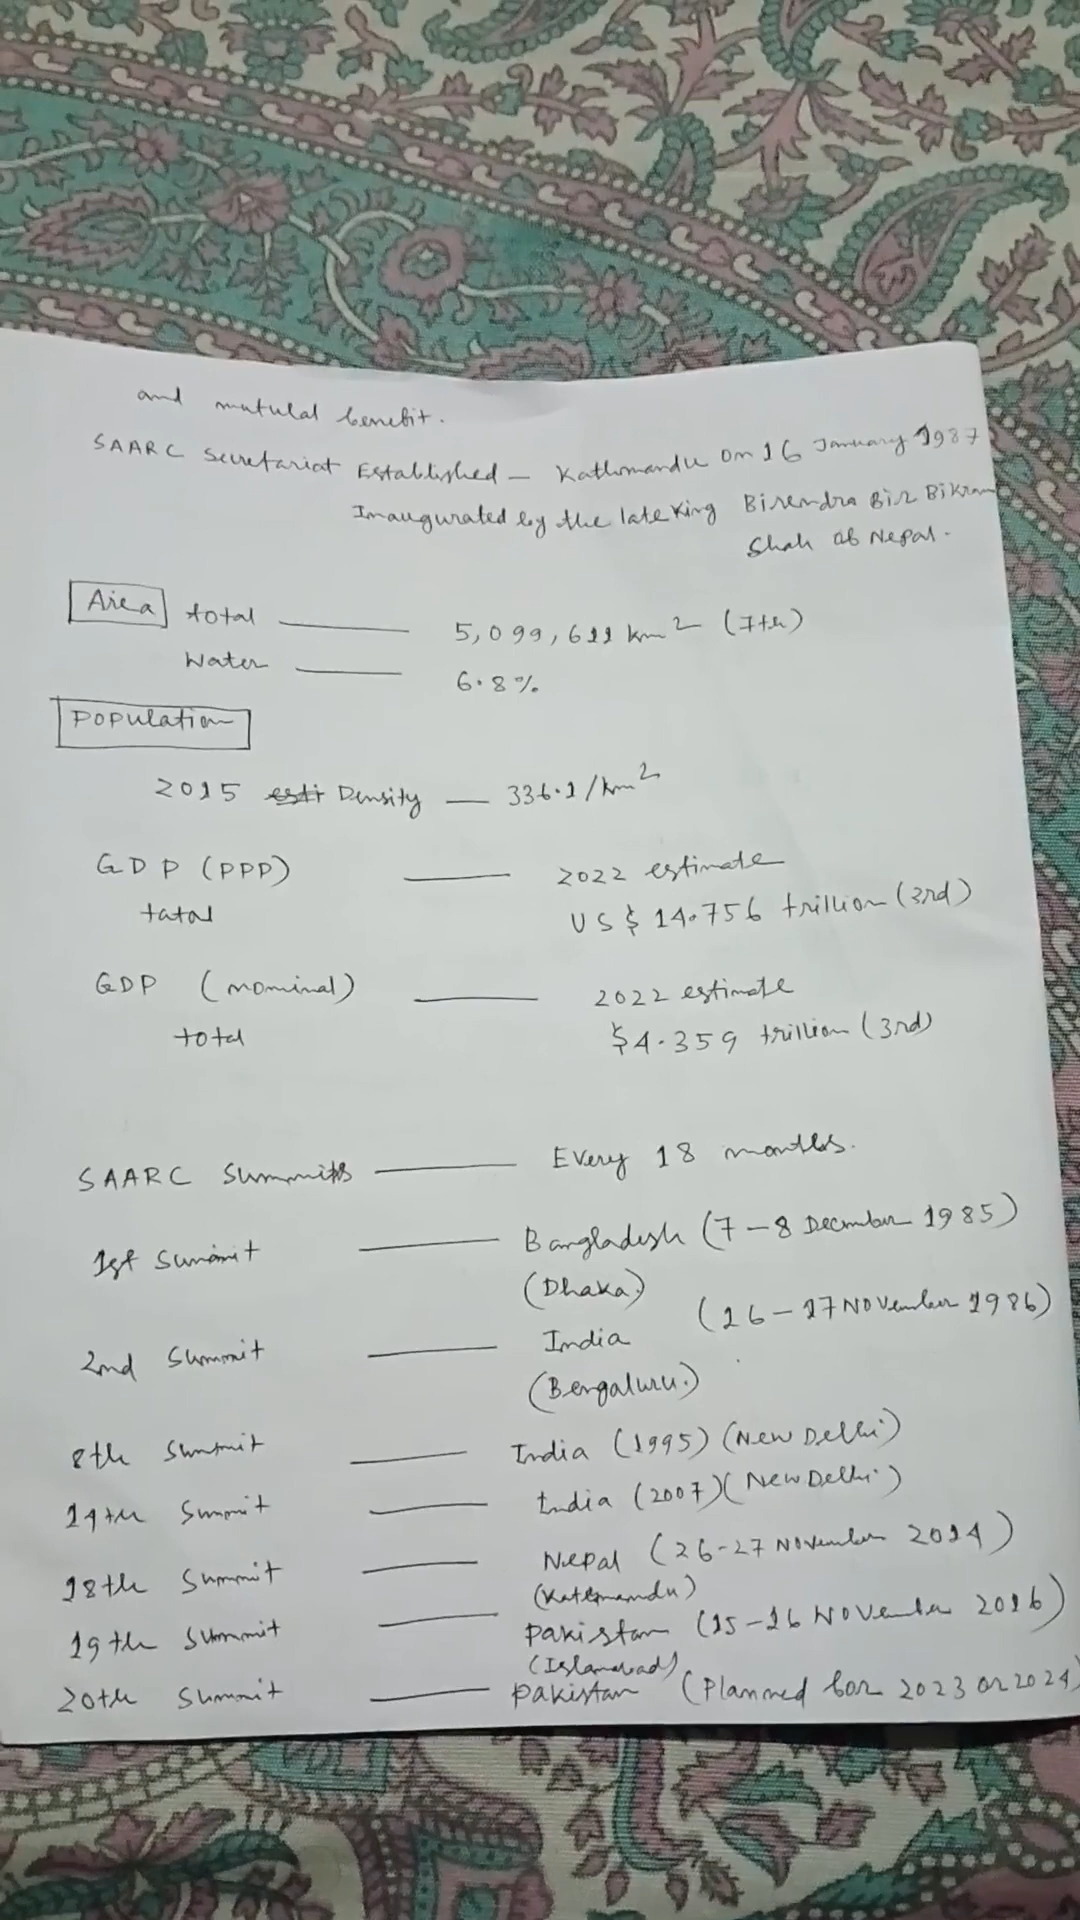 and mutulal benefit.
SAARC Secretariat Established – Kathmandu on 16 January 1987
Inaugurated by the late King Birendra Bir Bikram
Shah of Nepal.
Area total —— 5,099,611 km2 (7th)
Water —— 6.8%
Population
2015 esti Density — 336.1/km2
GDP (PPP) —— 2022 estimate
tatal US $ 14.756 trillion (3rd)
GDP (nominal) —— 2022 estimate
total $4.359 trillion (3rd)
SAARC Summits —— Every 18 months.
1st Summit —— Bangladesh (7–8 December 1985)
(Dhaka)
2nd Summit —— India (16–17 November 1986)
(Bengaluru.)
8th Summit —— India (1995) (New Delhi)
14th Summit —— India (2007) (New Delhi)
18th Summit —— Nepal (26-27 November 2014)
(Katemandu)
19th Summit —— Pakistan (15–16 November 2016)
(Islamabad)
20th Summit —— Pakistan (Planned for 2023 or 2024)